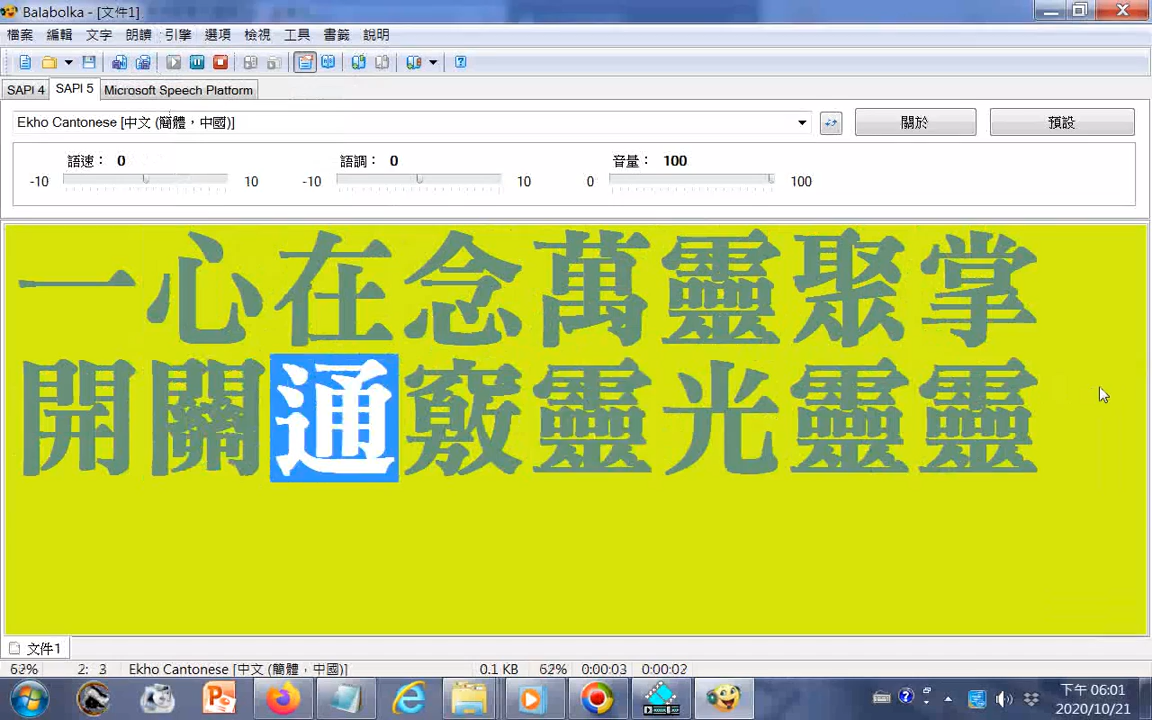 Balabolka - [文件1]
檔案 編輯 文字 朗讀 引擎 選項 檢視 工具 書籤 說明
SAPI 4 SAPI 5 Microsoft Speech Platform
Ekho Cantonese [中文 (簡體，中國)] 關於 預設
語速： 0 語調： 0 音量： 100
-10 10 -10 10 0 100
一心在念萬靈聚掌
開關通竅靈光靈靈
文件1
62% 2: 3 Ekho Cantonese [中文 (簡體，中國)] 0.1 KB 62% 0:00:03 0:00:02
下午 06:01
2020/10/21